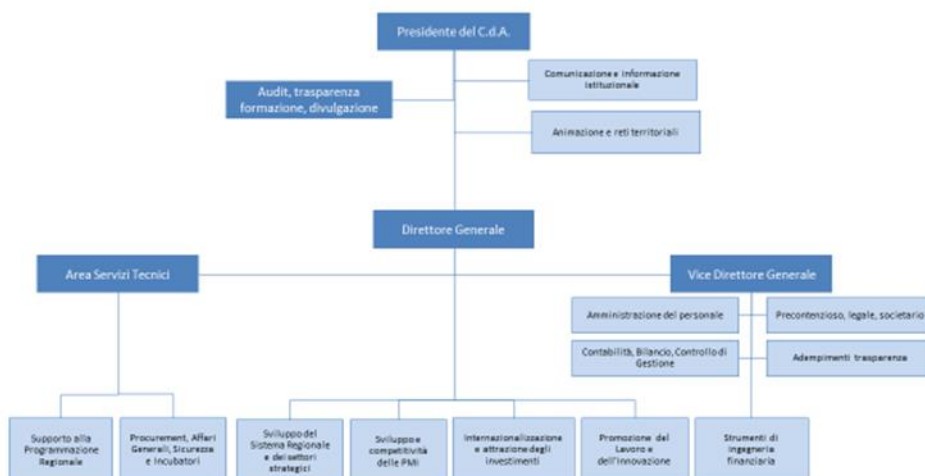 Presidente del C.d.A.
Comunicazione e informazione
istituzionale
Audit, trasparenza
formazione, divulgazione
Animazione e reti territoriali
Direttore Generale
Area Servizi Tecnici
Vice Direttore Generale
Amministrazione del personale
Precontenzioso, legale, societario
Contabilità, Bilancio, Controllo di
Gestione
Adempimenti trasparenza
Supporto alla
Programmazione
Regionale
Procurement, Affari
Generali, Sicurezza
e Incubatori
Sviluppo del
Sistema Regionale
e dei settori
strategici
Sviluppo e
competitività
delle PMI
Internazionalizzazione
e attrazione degli
investimenti
Promozione del
Lavoro e
dell'Innovazione
Strumenti di
ingegneria
finanziaria